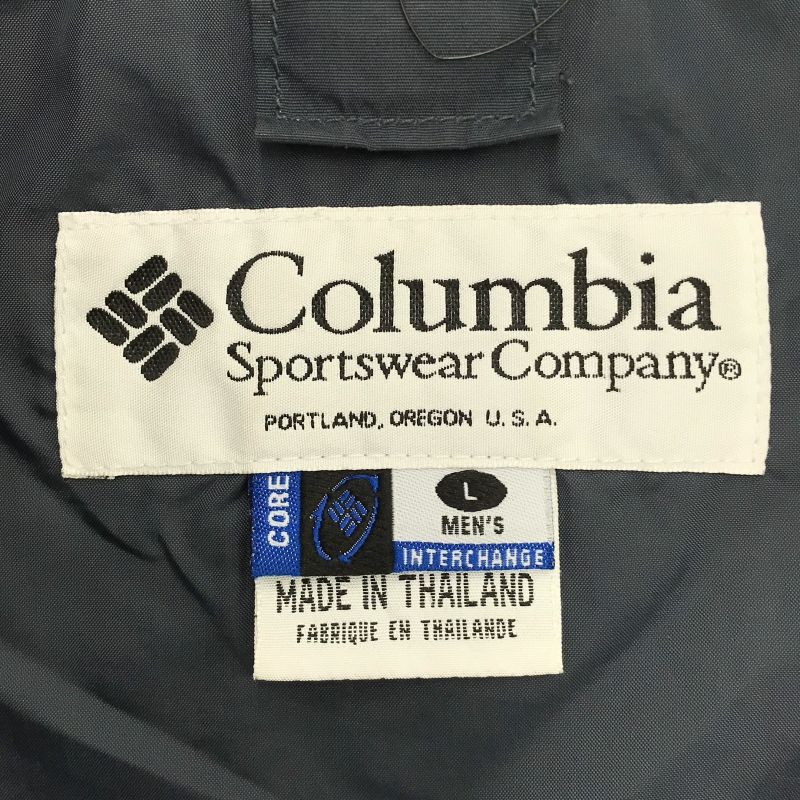 Columbia
Sportswear Company®
PORTLAND, OREGON U.S.A.
CORE
L
MEN'S
INTERCHANGE
MADE IN THAILAND
FABRIQUE EN THAILANDE